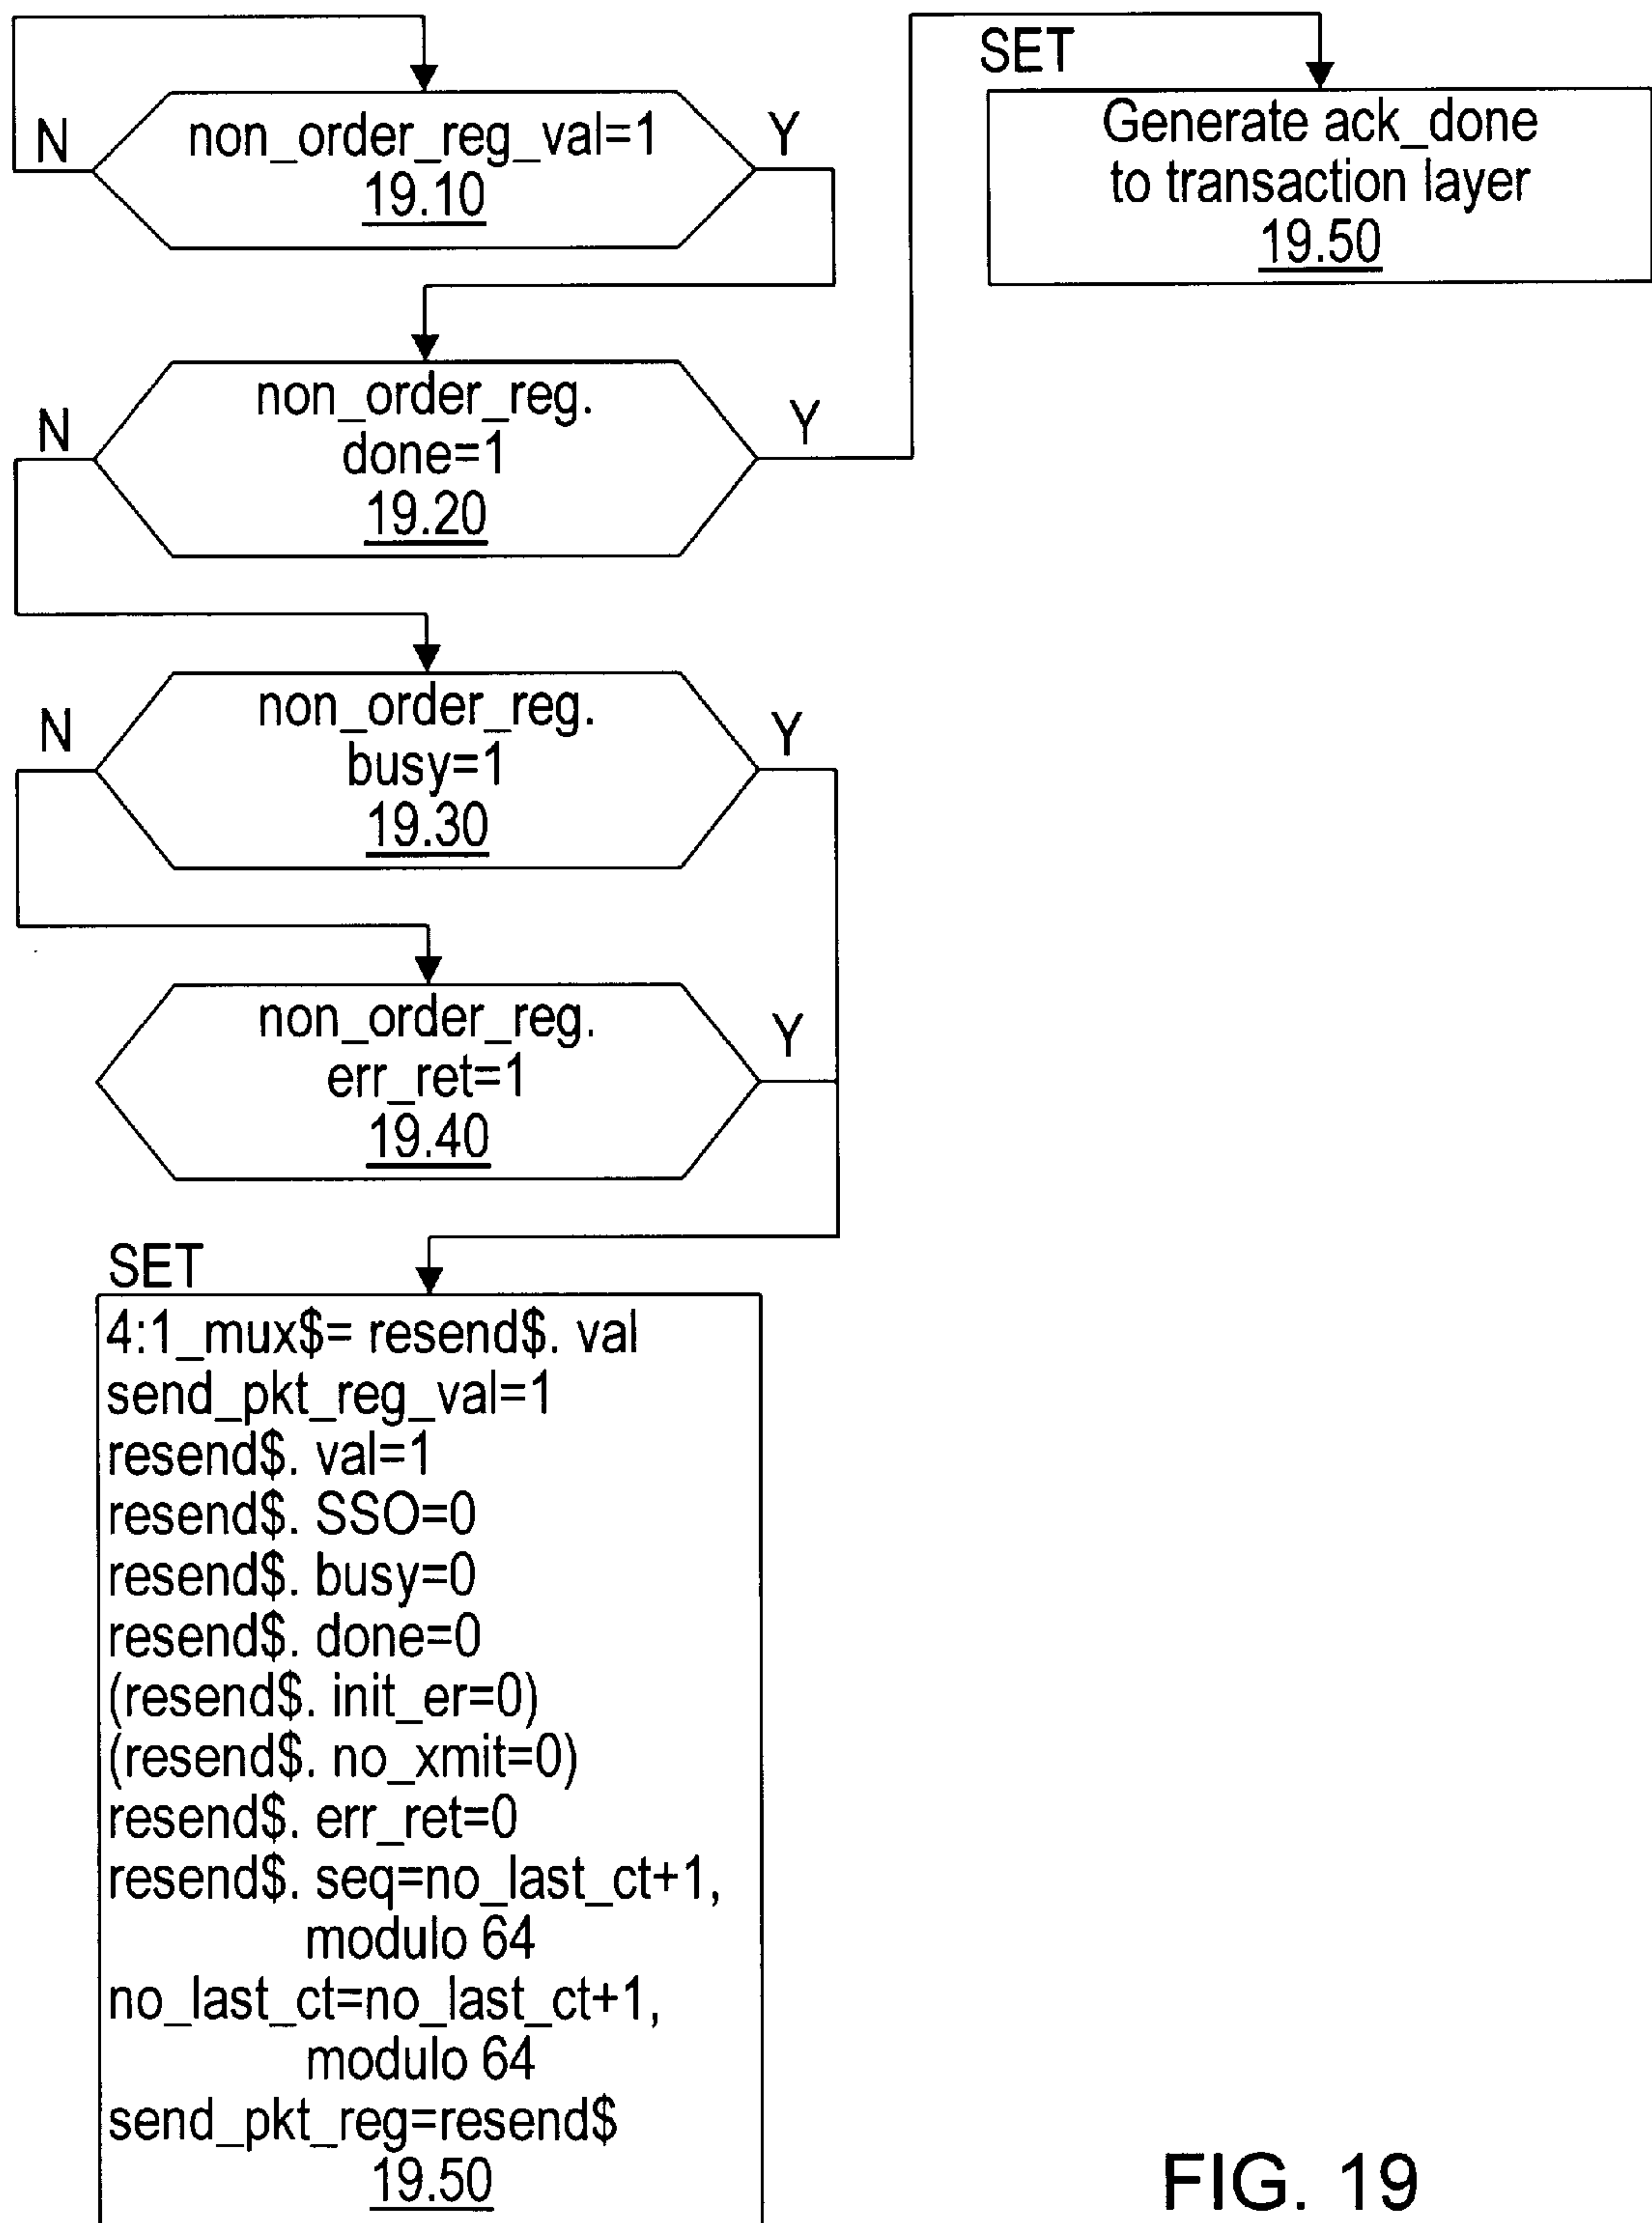 N
non_order_reg_val=1
Y
19.10
SET
Generate ack_done
to transaction layer
19.50
N
non_order_reg.
done=1
Y
19.20
N
non_order_reg.
busy=1
Y
19.30
non_order_reg.
err_ret=1
Y
19.40
SET
4:1_mux$= resend$. val
send_pkt_reg_val=1
resend$. val=1
resend$. SSO=0
resend$. busy=0
resend$. done=0
(resend$. init_er=0)
(resend$. no_xmit=0)
resend$. err_ret=0
resend$. seq=no_last_ct+1,
modulo 64
no_last_ct=no_last_ct+1,
modulo 64
send_pkt_reg=resend$
19.50
FIG. 19